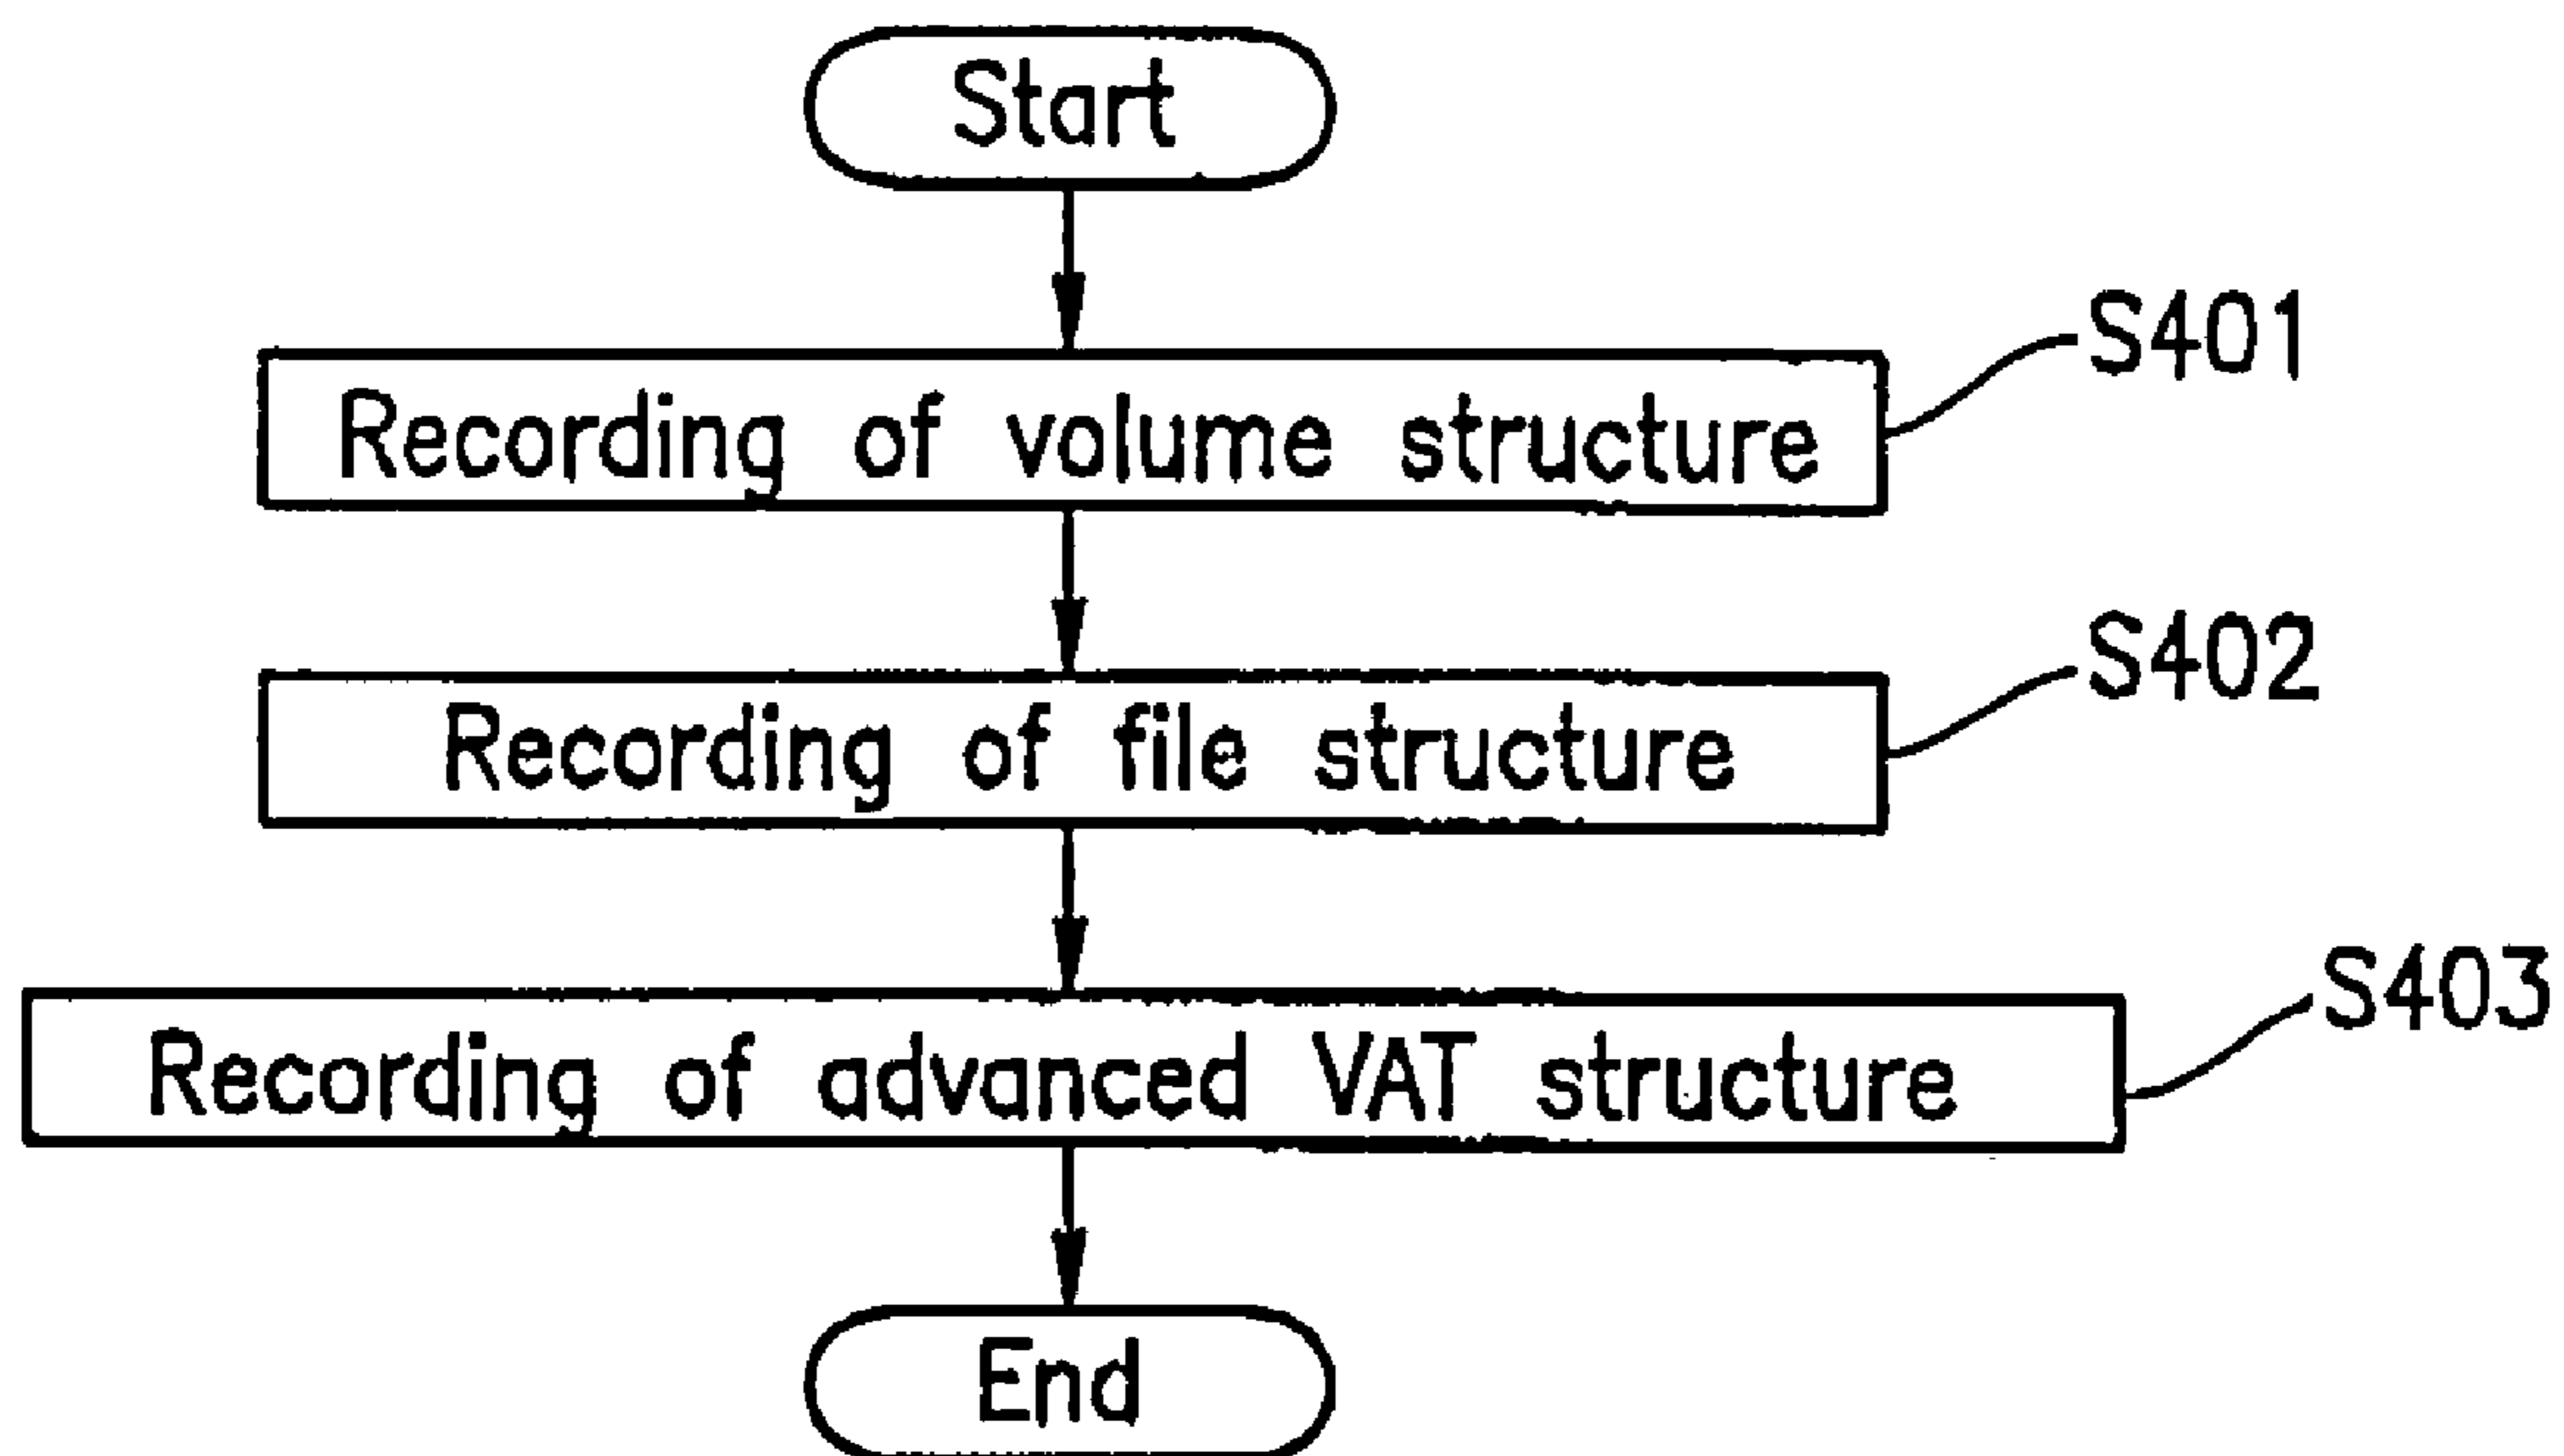 Start
S401
Recording of volume structure
S402
Recording of file structure
S403
Recording of advanced VAT structure
End